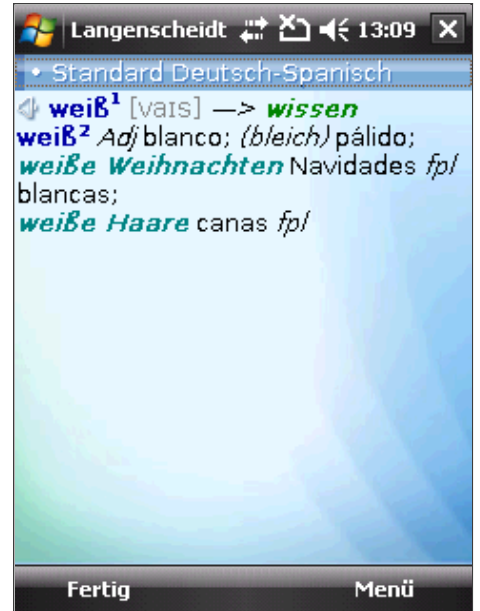 Langenscheidt 13:09
• Standard Deutsch-Spanisch
weiß¹ [vaɪs] —> wissen
weiß² Adj blanco; (bleich) pálido;
weiße Weihnachten Navidades fpl
blancas;
weiße Haare canas fpl
Fertig Menü